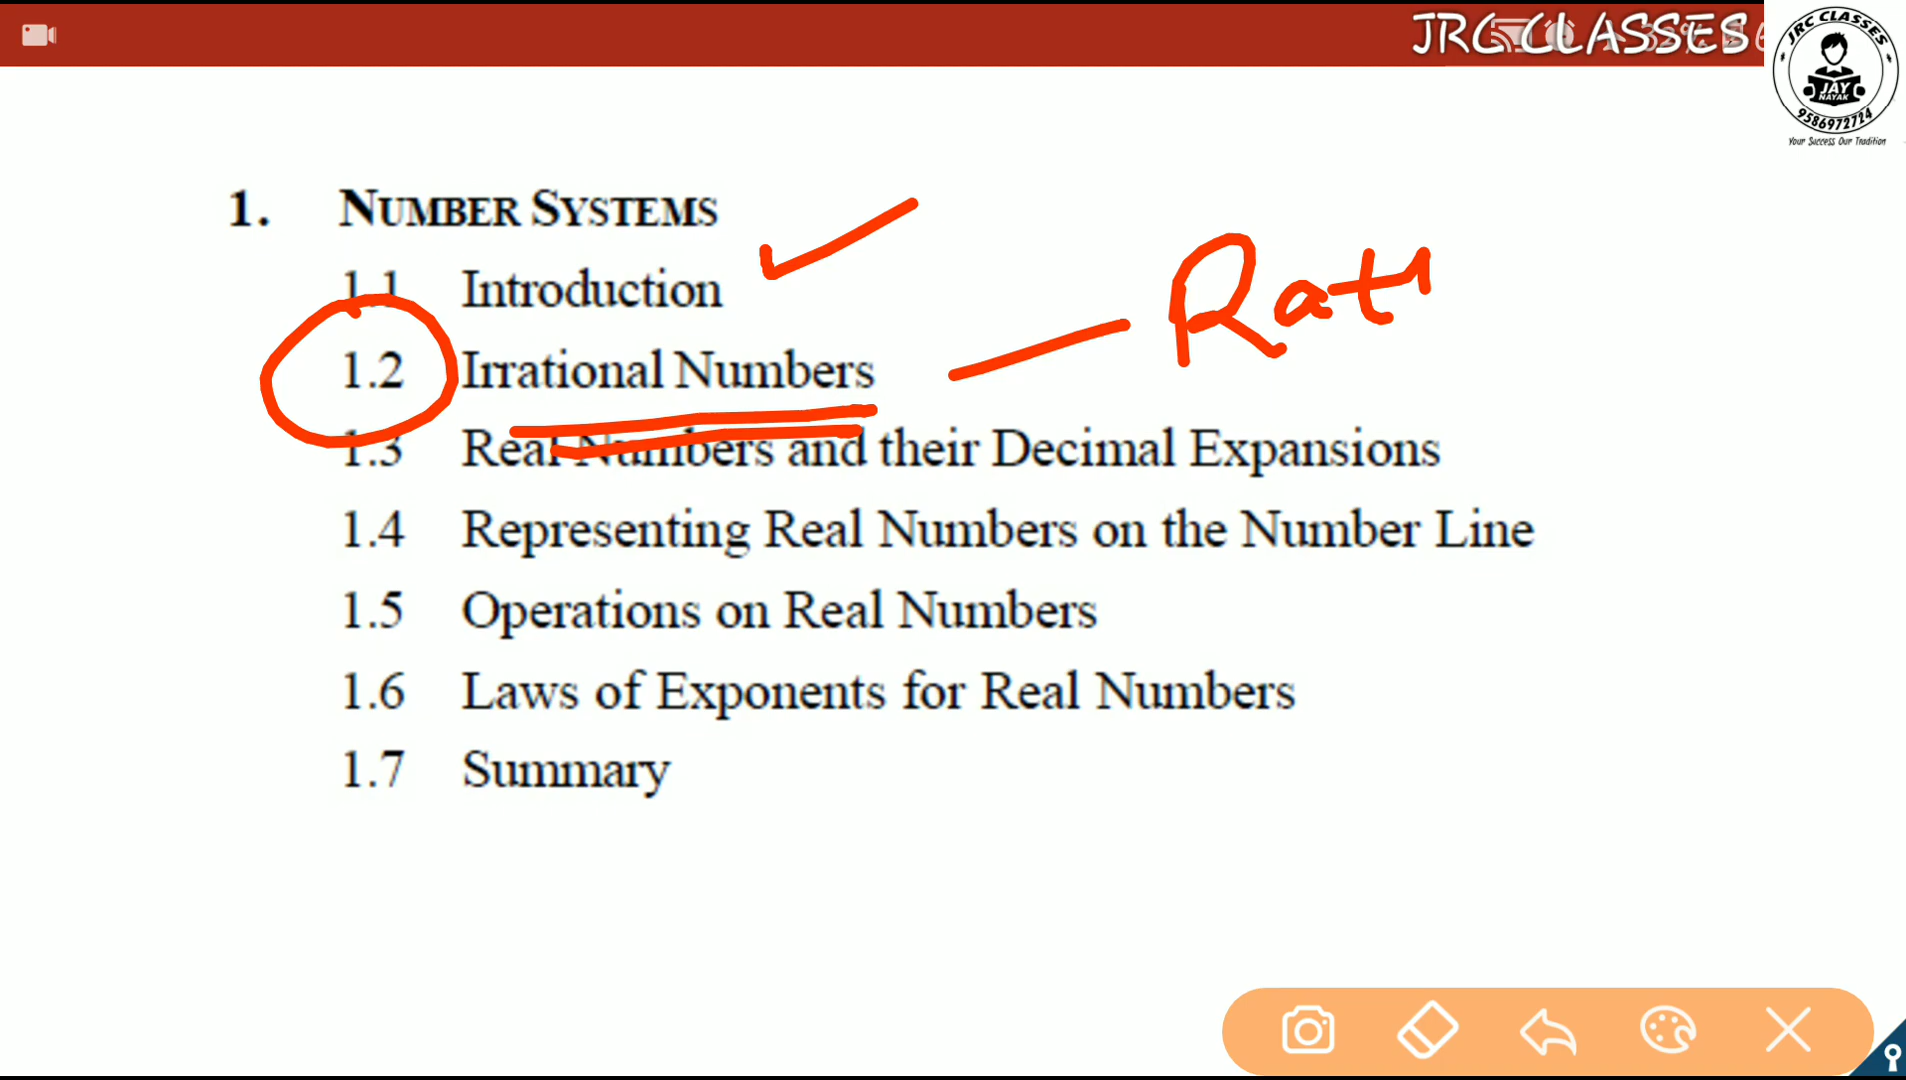 JRC CLASSES
JRC CLASSES
JAY
NAYAK
9586972724
Your Success Our Tradition
1. NUMBER SYSTEMS
1.1 Introduction
1.2 Irrational Numbers
Rati
1.3 Real Numbers and their Decimal Expansions
1.4 Representing Real Numbers on the Number Line
1.5 Operations on Real Numbers
1.6 Laws of Exponents for Real Numbers
1.7 Summary